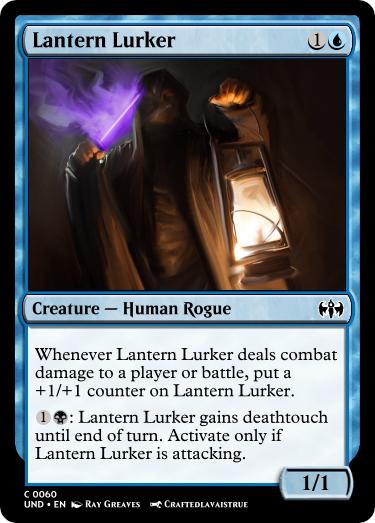 Lantern Lurker 1
Creature — Human Rogue
Whenever Lantern Lurker deals combat
damage to a player or battle, put a
+1/+1 counter on Lantern Lurker.
1: Lantern Lurker gains deathtouch
until end of turn. Activate only if
Lantern Lurker is attacking.
1/1
C 0060
UND • EN Ray Greaves Craftedlavaistrue